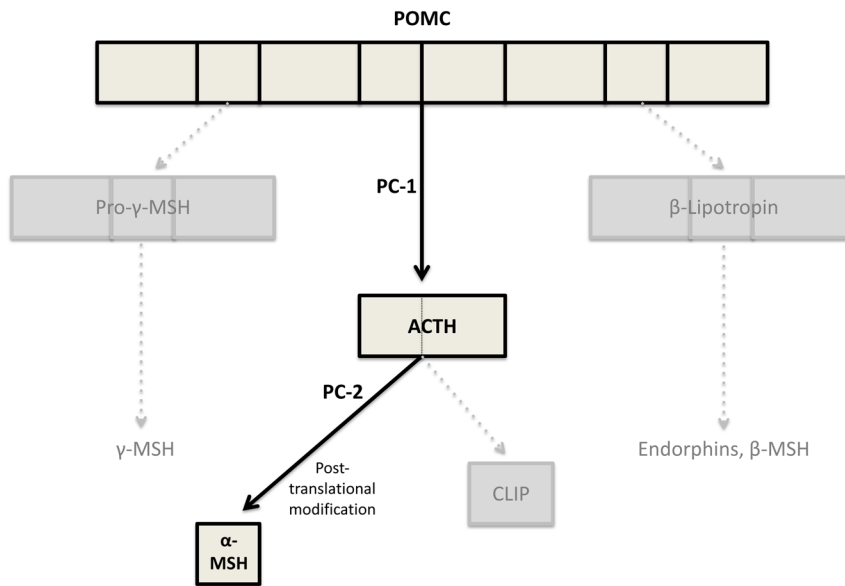 POMC
PC-1
Pro-γ-MSH
β-Lipotropin
ACTH
PC-2
γ-MSH
Endorphins, β-MSH
Post-
translational
modification
CLIP
α-
MSH